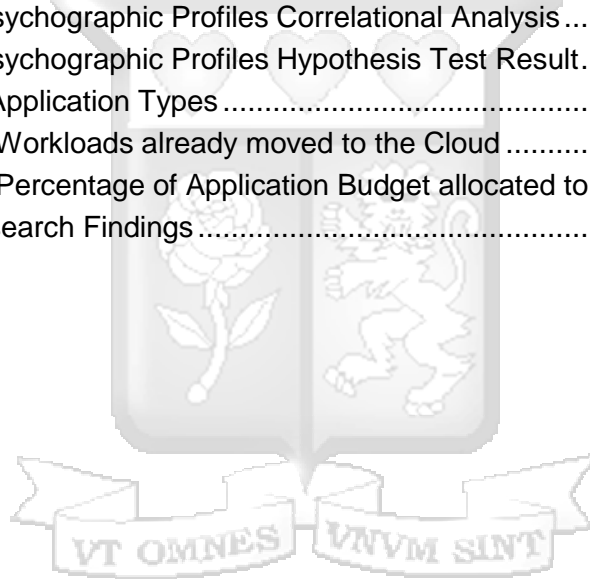 sychographic Profiles Correlational Analysis ...
sychographic Profiles Hypothesis Test Result.
Application Types ............................................
Workloads already moved to the Cloud ..........
Percentage of Application Budget allocated to
earch Findings ...............................................
VT OMNES VNVM SINT